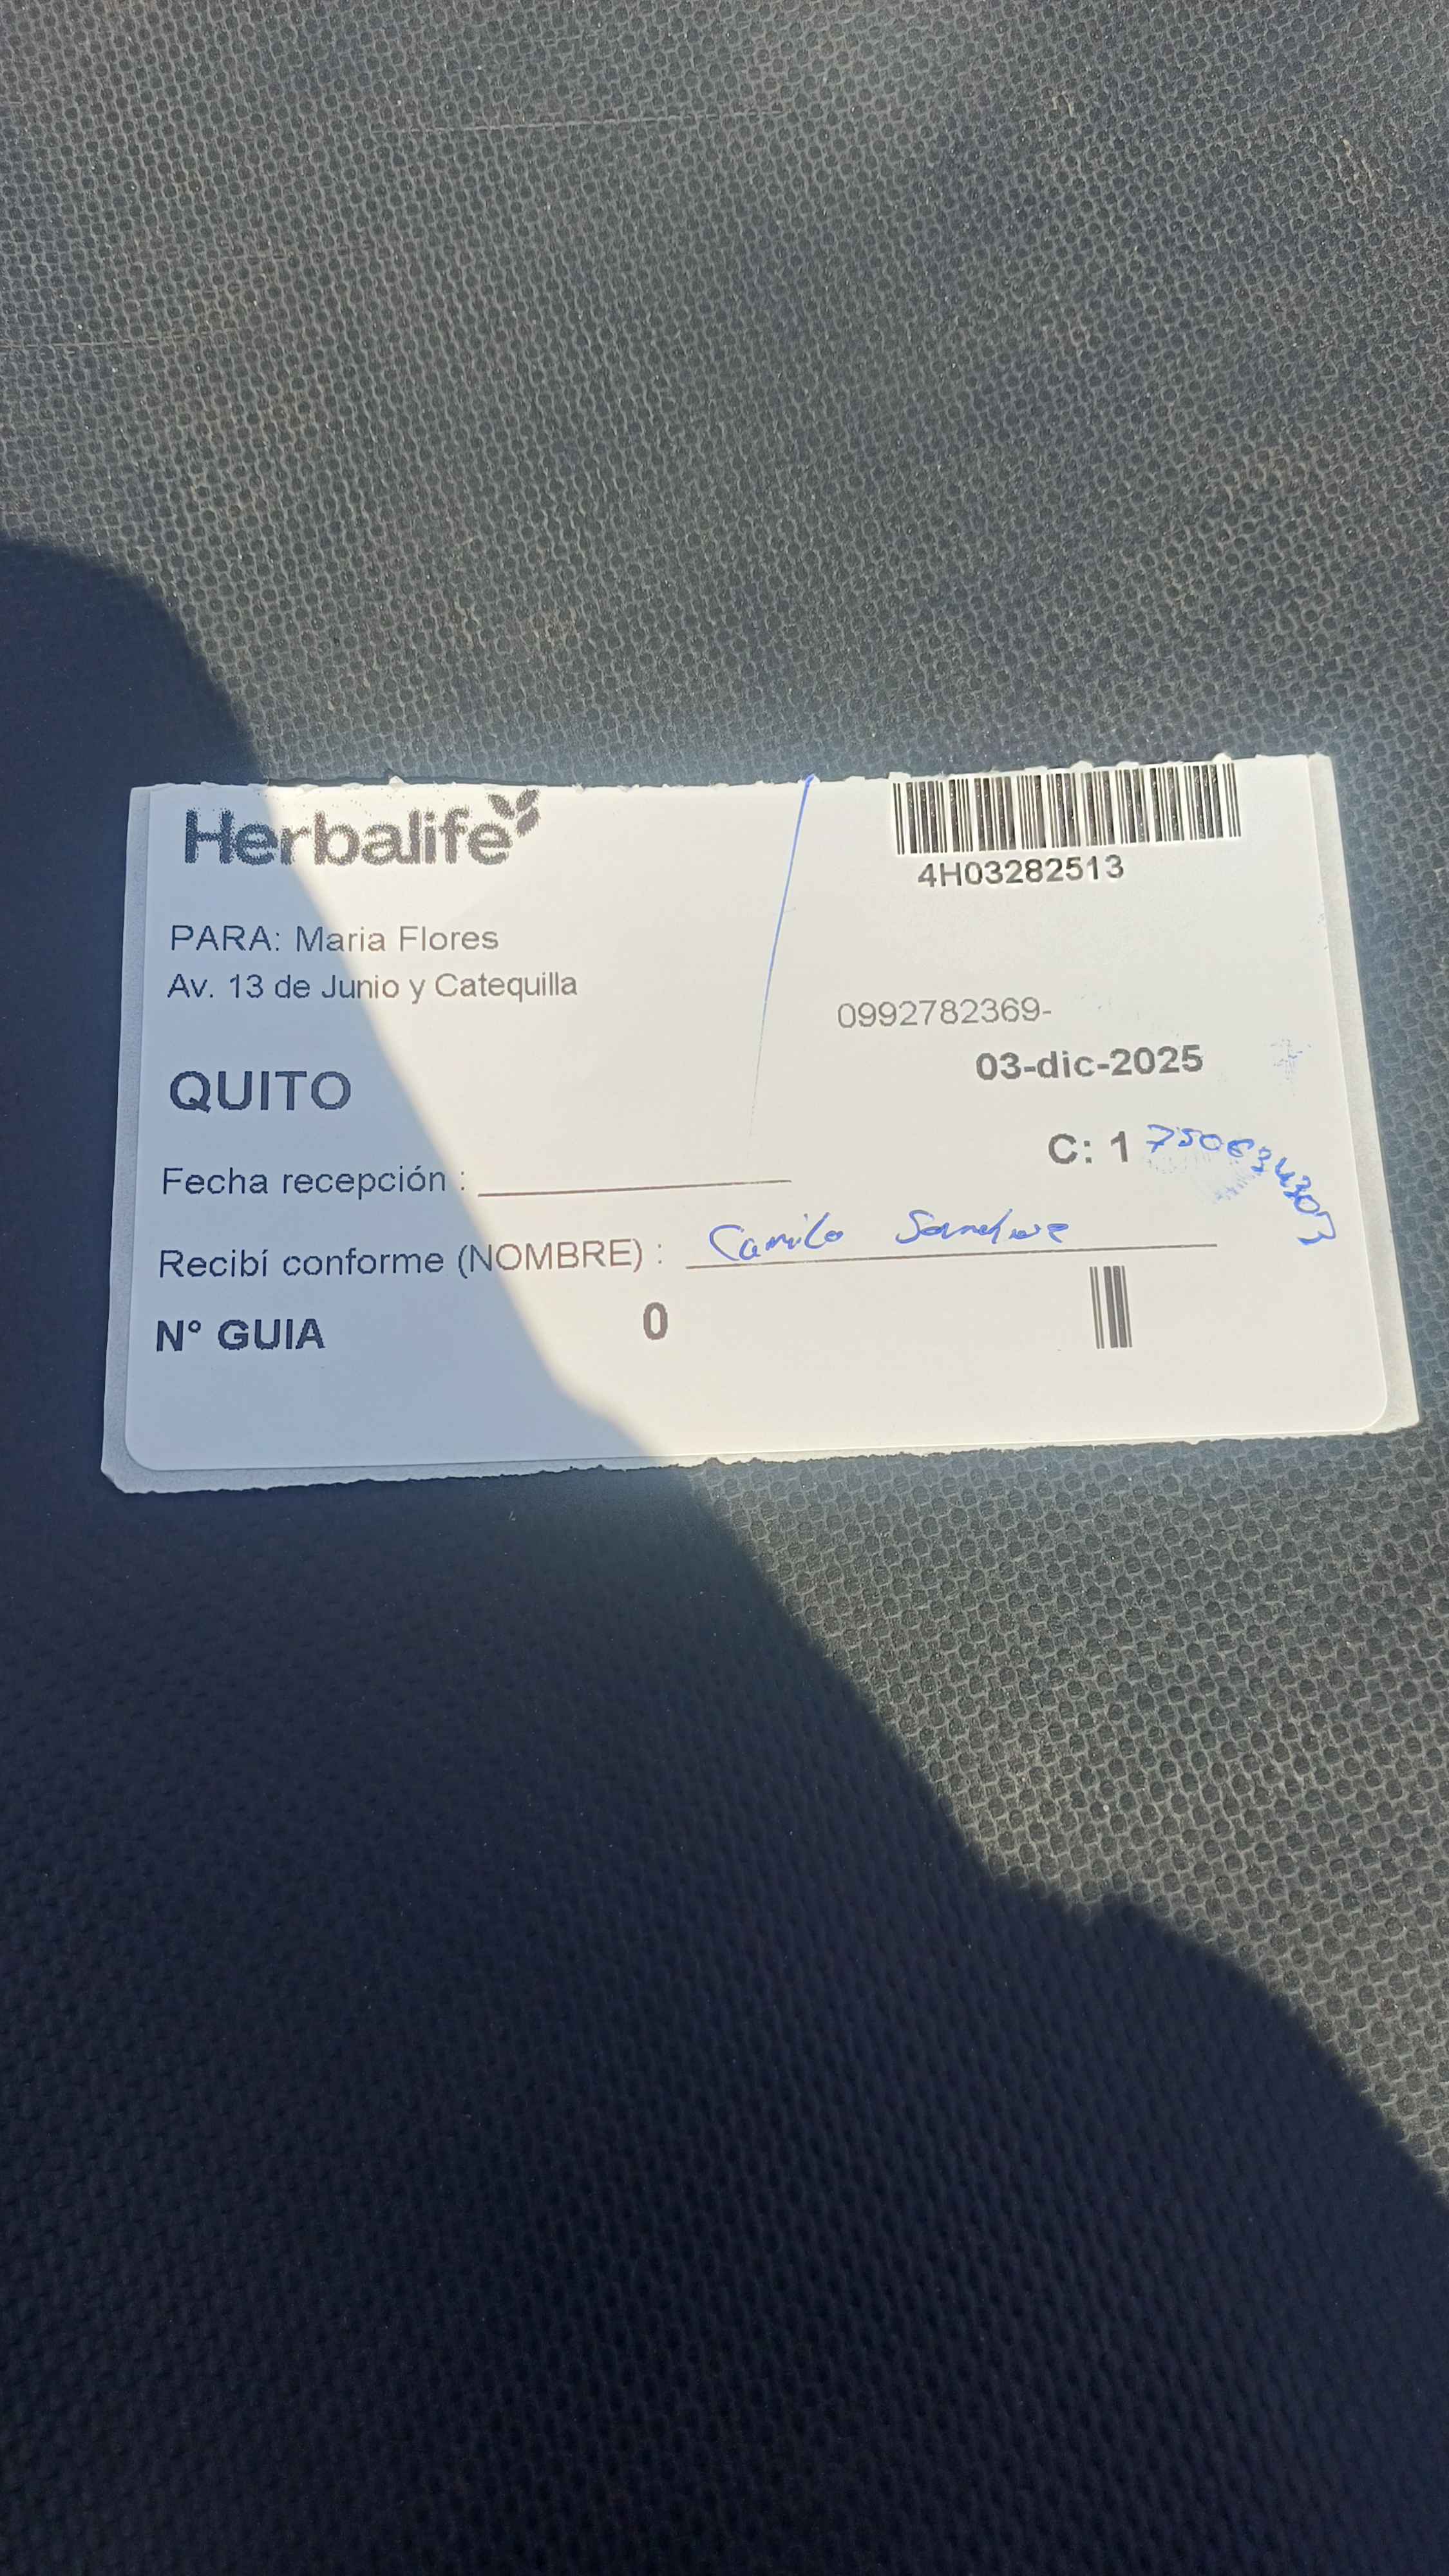 Herbalife
4H03282513
PARA: Maria Flores
Av. 13 de Junio y Catequilla
0992782369-
03-dic-2025
QUITO
C: 1
Fecha recepción :
Recibí conforme (NOMBRE) : Camilo
N° GUIA 0